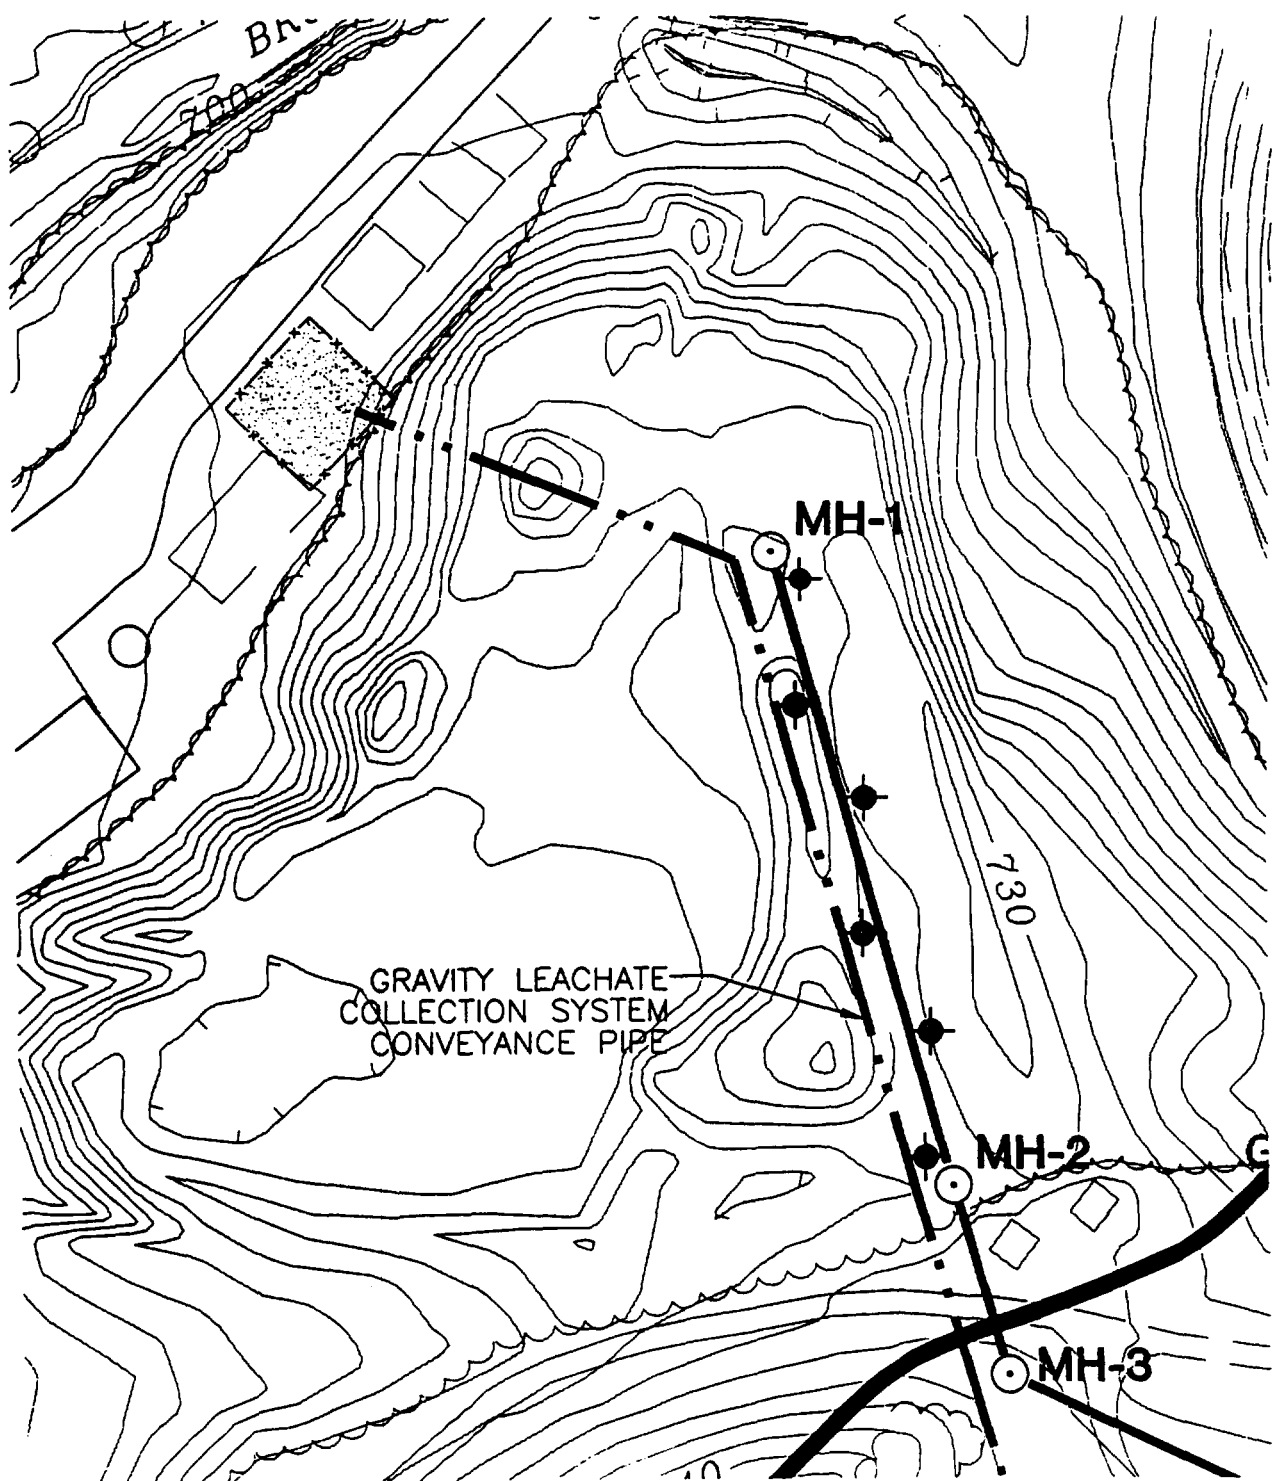 700
MH-1
730
GRAVITY LEACHATE
COLLECTION SYSTEM
CONVEYANCE PIPE
MH-2
MH-3